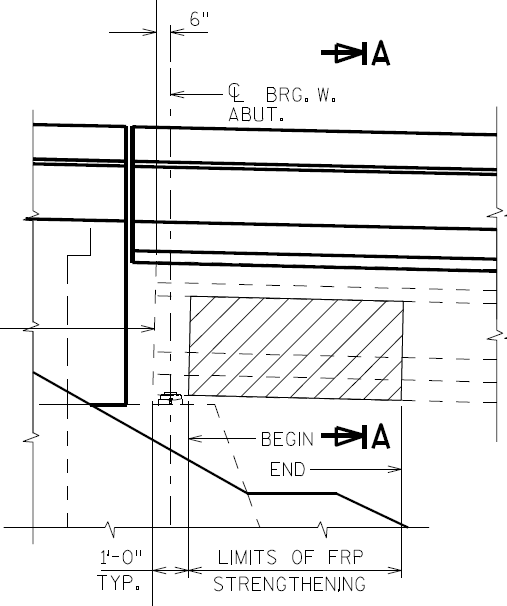 6"
A
℄ BRG. W.
ABUT.
BEGIN
A
END
1'-0"
TYP.
LIMITS OF FRP
STRENGTHENING